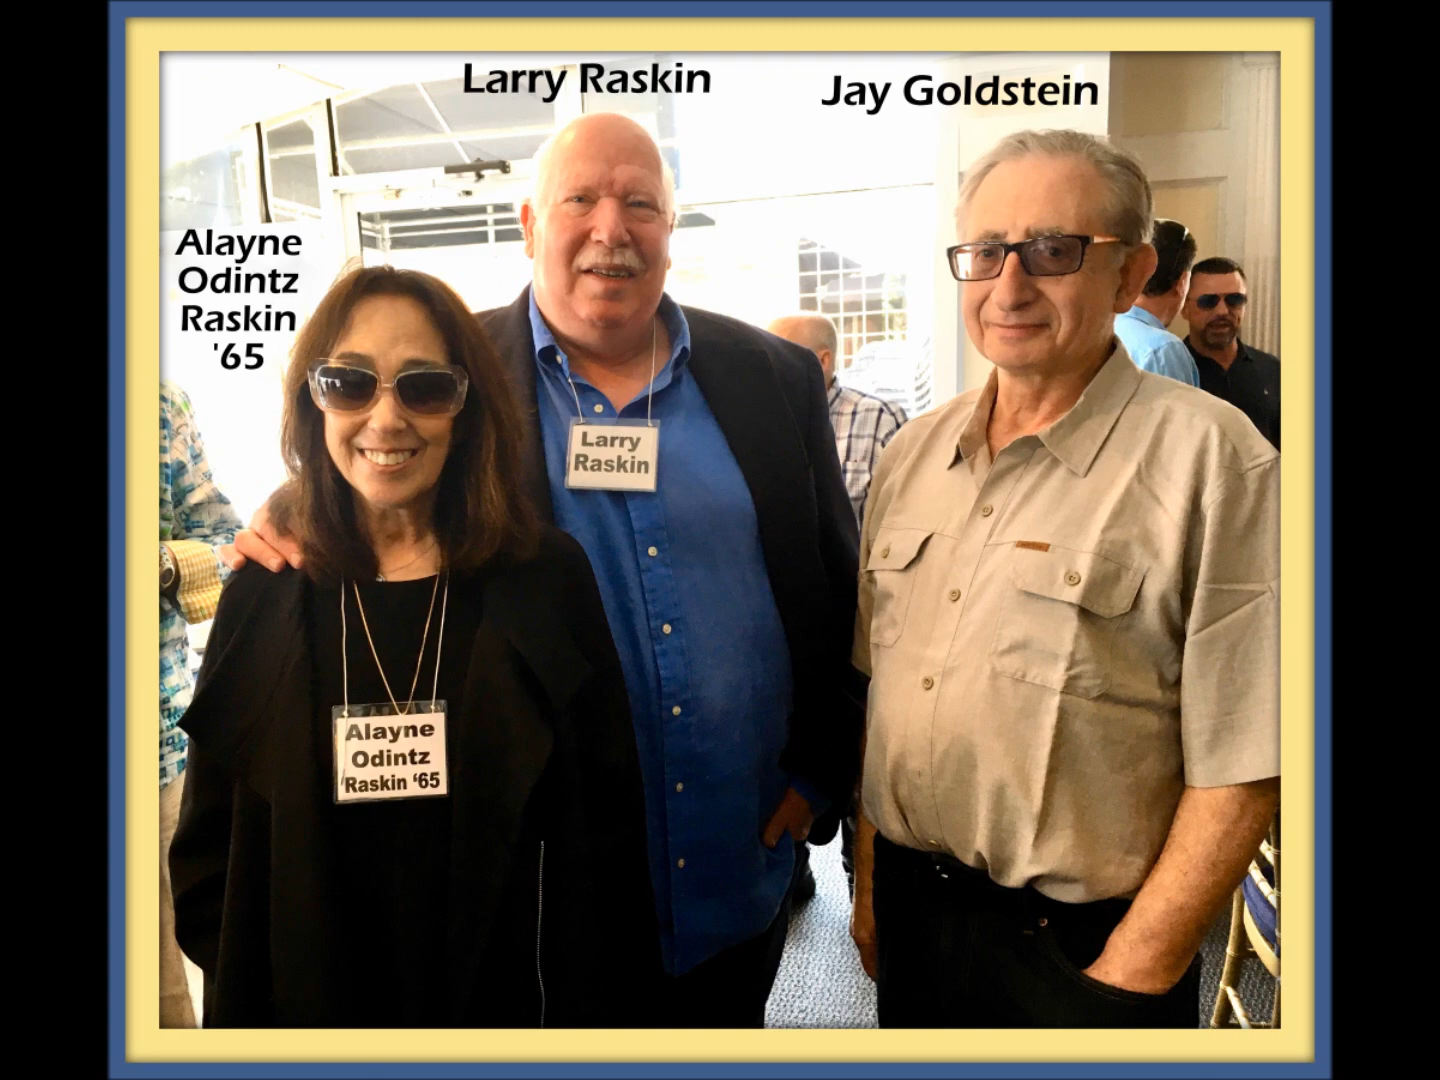 Larry Raskin
Jay Goldstein
Alayne
Odintz
Raskin
'65
Larry
Raskin
Alayne
Odintz
Raskin ‘65